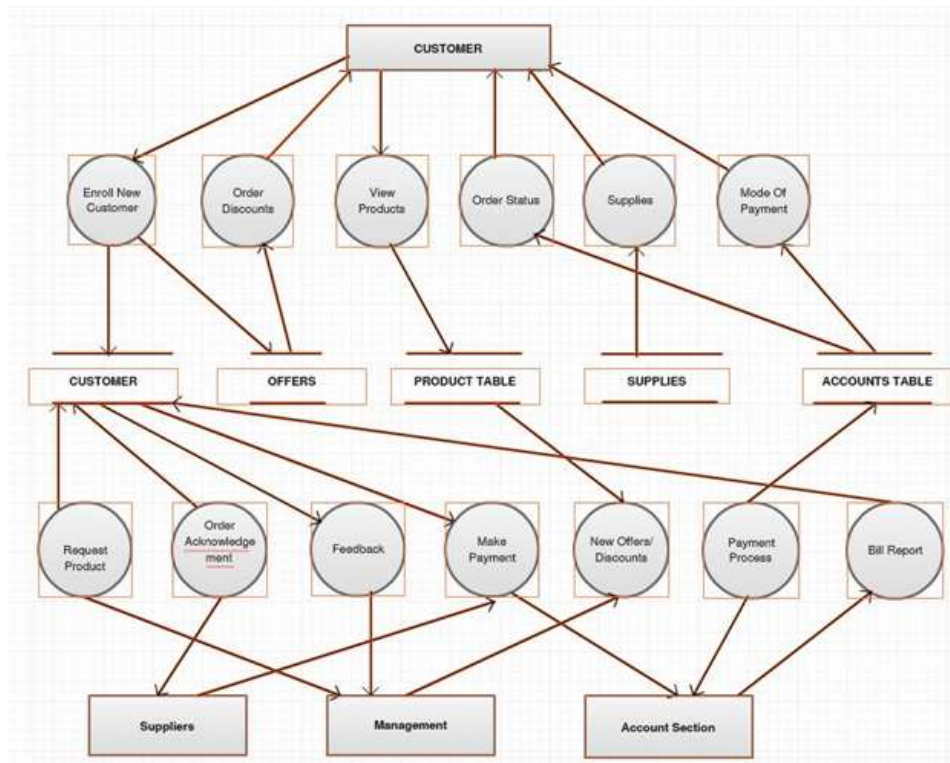 CUSTOMER
Enroll New
Customer
Order
Discounts
View
Products
Order Status
Supplies
Mode Of
Payment
CUSTOMER
OFFERS
PRODUCT TABLE
SUPPLIES
ACCOUNTS TABLE
Request
Product
Order
Acknowledge
ment
Feedback
Make
Payment
New Offers/
Discounts
Payment
Process
Bill Report
Suppliers
Management
Account Section